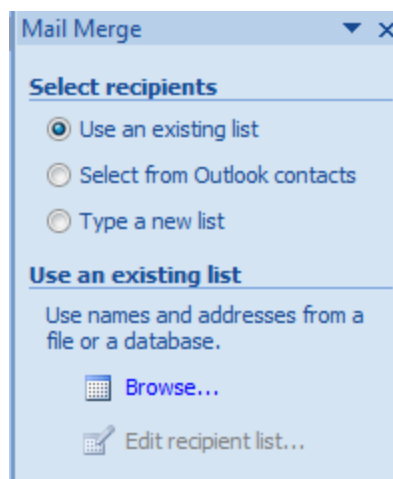 Mail Merge
Select recipients
Use an existing list
Select from Outlook contacts
Type a new list
Use an existing list
Use names and addresses from a
file or a database.
Browse...
Edit recipient list...